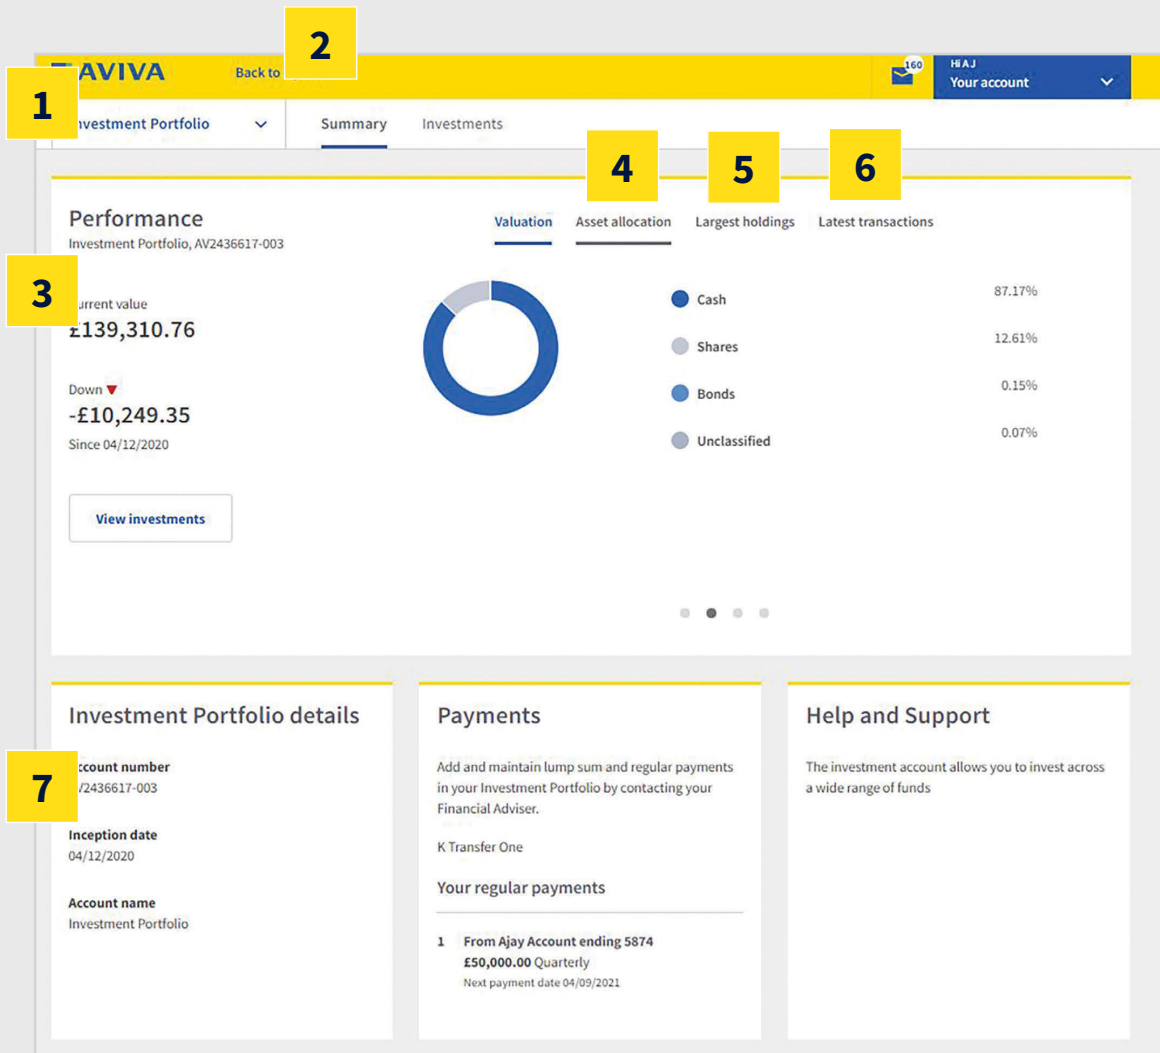 2
AVIVA
Back to
160
Hi A J
Your account
1
Investment Portfolio
Summary
Investments
4
5
6
Performance
Investment Portfolio, AV2436617-003
Valuation
Asset allocation
Largest holdings
Latest transactions
3
Current value
£139,310.76
Down
-£10,249.35
Since 04/12/2020
View investments
Cash
87.17%
Shares
12.61%
Bonds
0.15%
Unclassified
0.07%
Investment Portfolio details
7
Account number
AV2436617-003
Inception date
04/12/2020
Account name
Investment Portfolio
Payments
Add and maintain lump sum and regular payments
in your Investment Portfolio by contacting your
Financial Adviser.
K Transfer One
Your regular payments
1 From Ajay Account ending 5874
£50,000.00 Quarterly
Next payment date 04/09/2021
Help and Support
The investment account allows you to invest across
a wide range of funds